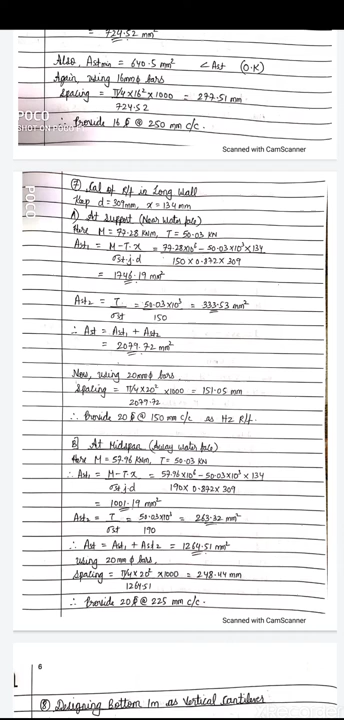 = 724.52 mm²
Also, Astmin = 640.5 mm² < Ast (O.K)
Again using 16mm ϕ bars
Spacing = π/4 × 16² × 1000 = 277.51 mm
724.52
∴ Provide 16 ϕ @ 250 mm c/c.
POCO
SHOT ON POCO
Scanned with CamScanner
⑦ Cal of R/f in Long Wall
Keep d = 309mm, x = 134 mm
A) At Support (Near Water face)
Here M = 77.28 KNm, T = 50.03 KN
Ast₁ = M-T.x = 77.28×10⁶ - 50.03×10³ × 134
σst.j.d 150 × 0.872 × 309
= 1746.19 mm²
Ast₂ = T = 50.03×10³ = 333.53 mm²
σst 150
∴ Ast = Ast₁ + Ast₂
= 2079.72 mm²
Now, using 20mm ϕ bars
Spacing = π/4 × 20² × 1000 = 151.05 mm
2079.72
∴ Provide 20 ϕ @ 150 mm c/c as Hz R/f.
B) At Midspan (Away Water face)
Here M = 57.96 KNm, T = 50.03 KN
∴ Ast₁ = M-T.x = 57.96×10⁶ - 50.03×10³ × 134
σst.j.d 190 × 0.872 × 309
= 1001.19 mm²
Ast₂ = T = 50.03×10³ = 263.32 mm²
σst 190
∴ Ast = Ast₁ + Ast₂ = 1264.51 mm²
Using 20mm ϕ bars,
Spacing = π/4 × 20² × 1000 = 248.44 mm
1264.51
∴ Provide 20 ϕ @ 225 mm c/c.
POCO
Scanned with CamScanner
6
⑧ Designing Bottom 1m as Vertical Cantilever